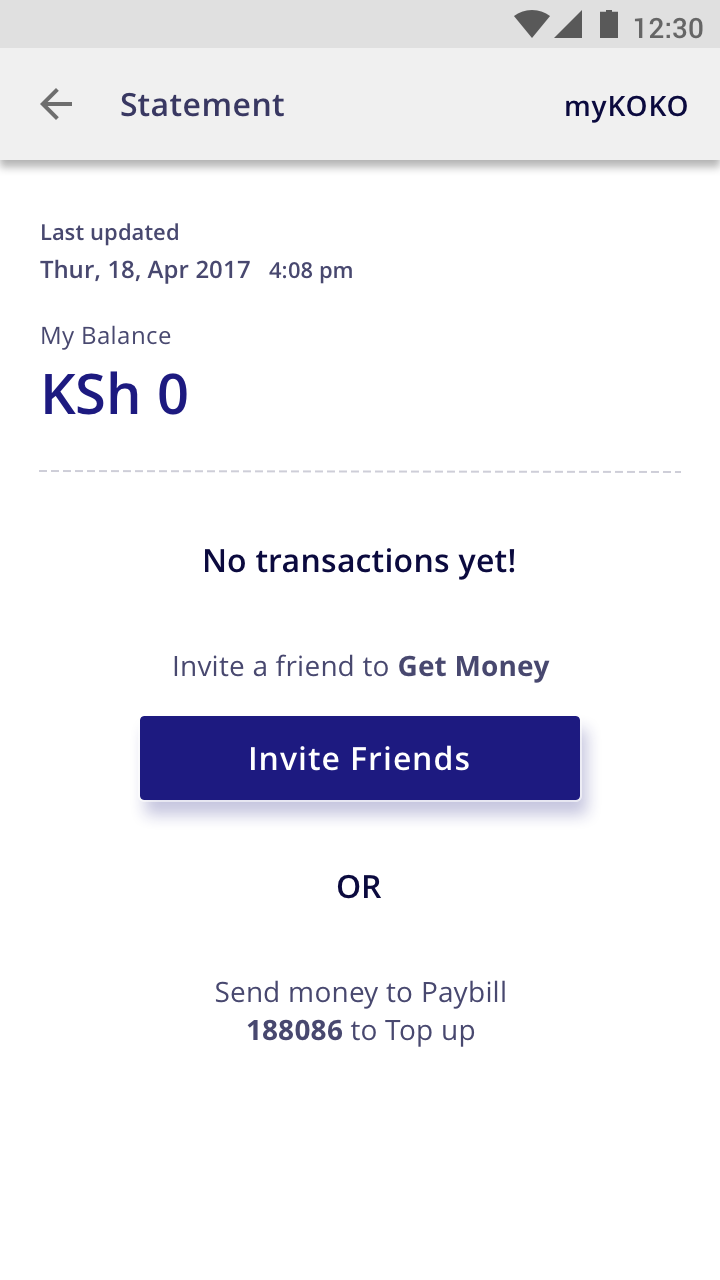 12:30
Statement
myKOKO
Last updated
Thur, 18, Apr 2017 4:08 pm
My Balance
KSh 0
No transactions yet!
Invite a friend to Get Money
Invite Friends
OR
Send money to Paybill
188086 to Top up